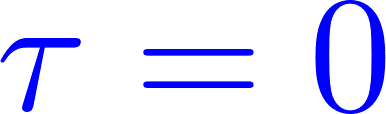 τ = 0